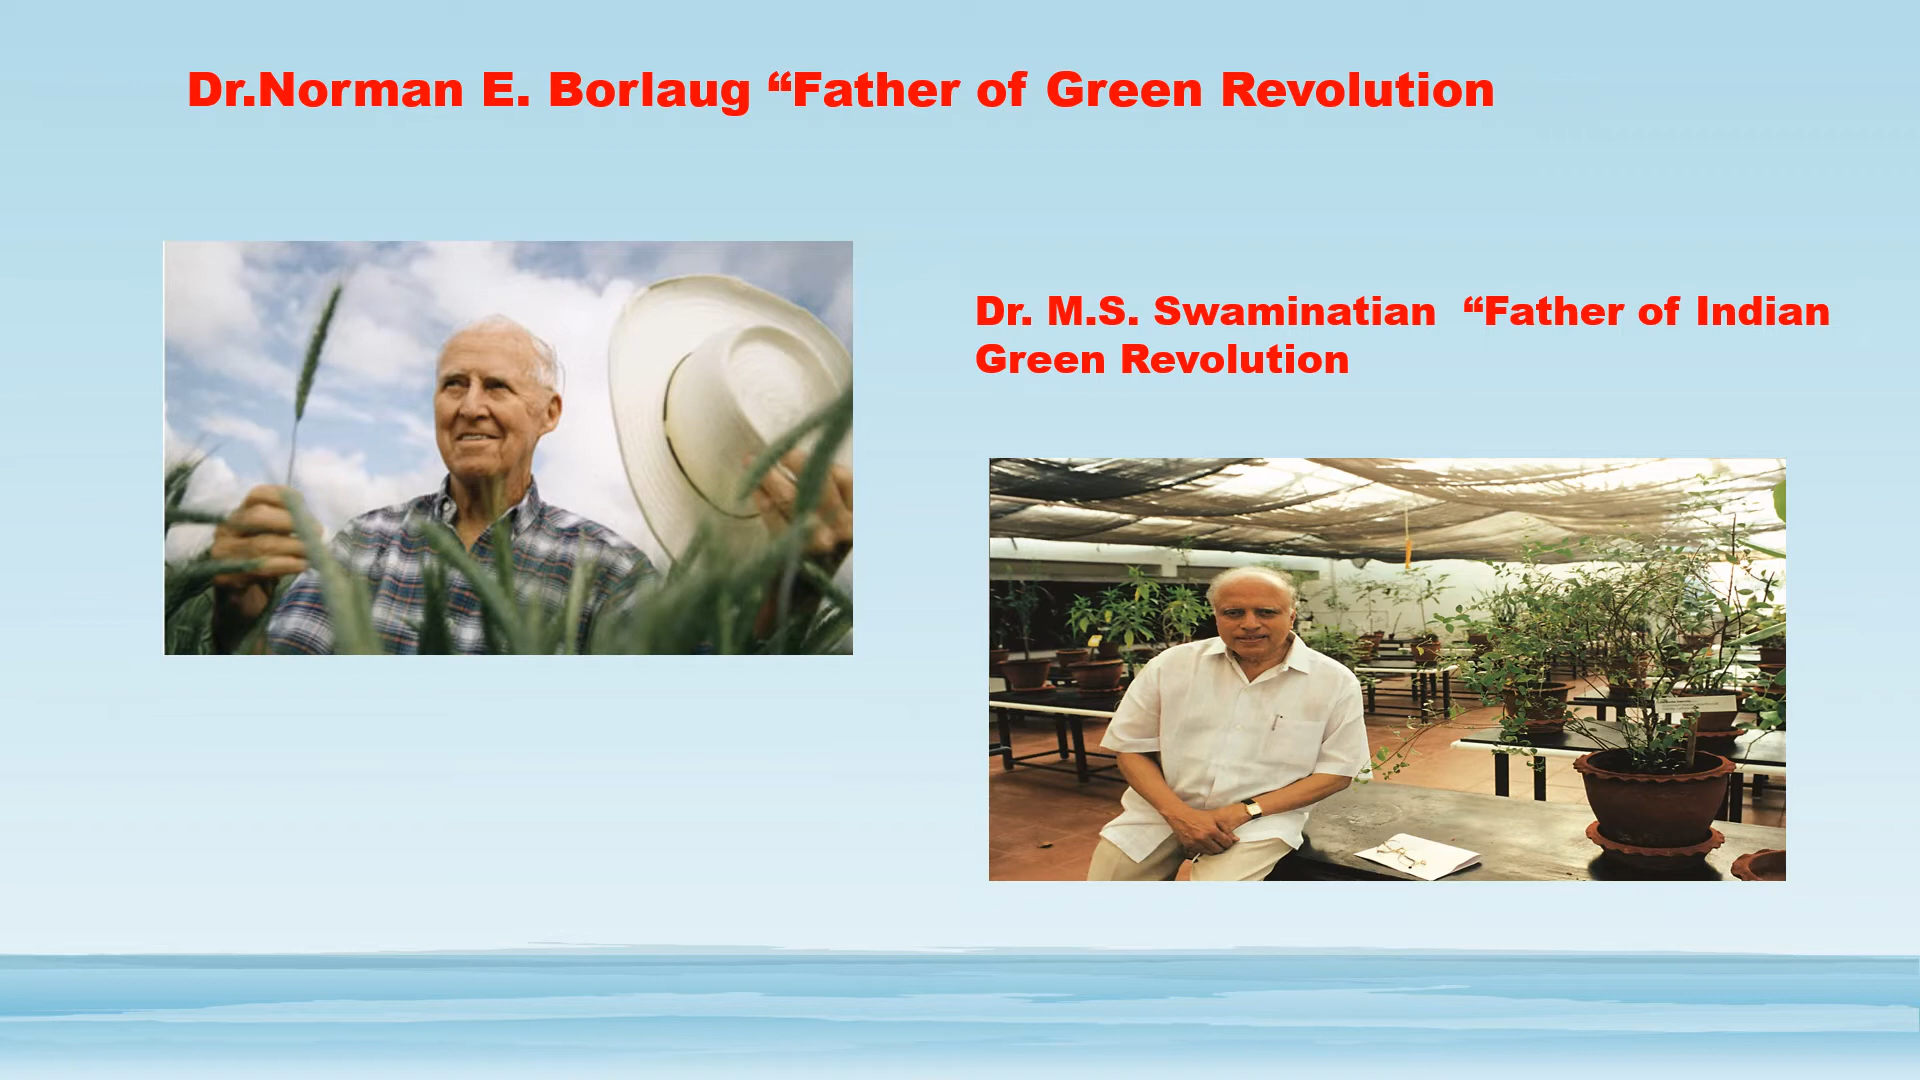 Dr.Norman E. Borlaug “Father of Green Revolution
Dr. M.S. Swaminatian “Father of Indian
Green Revolution